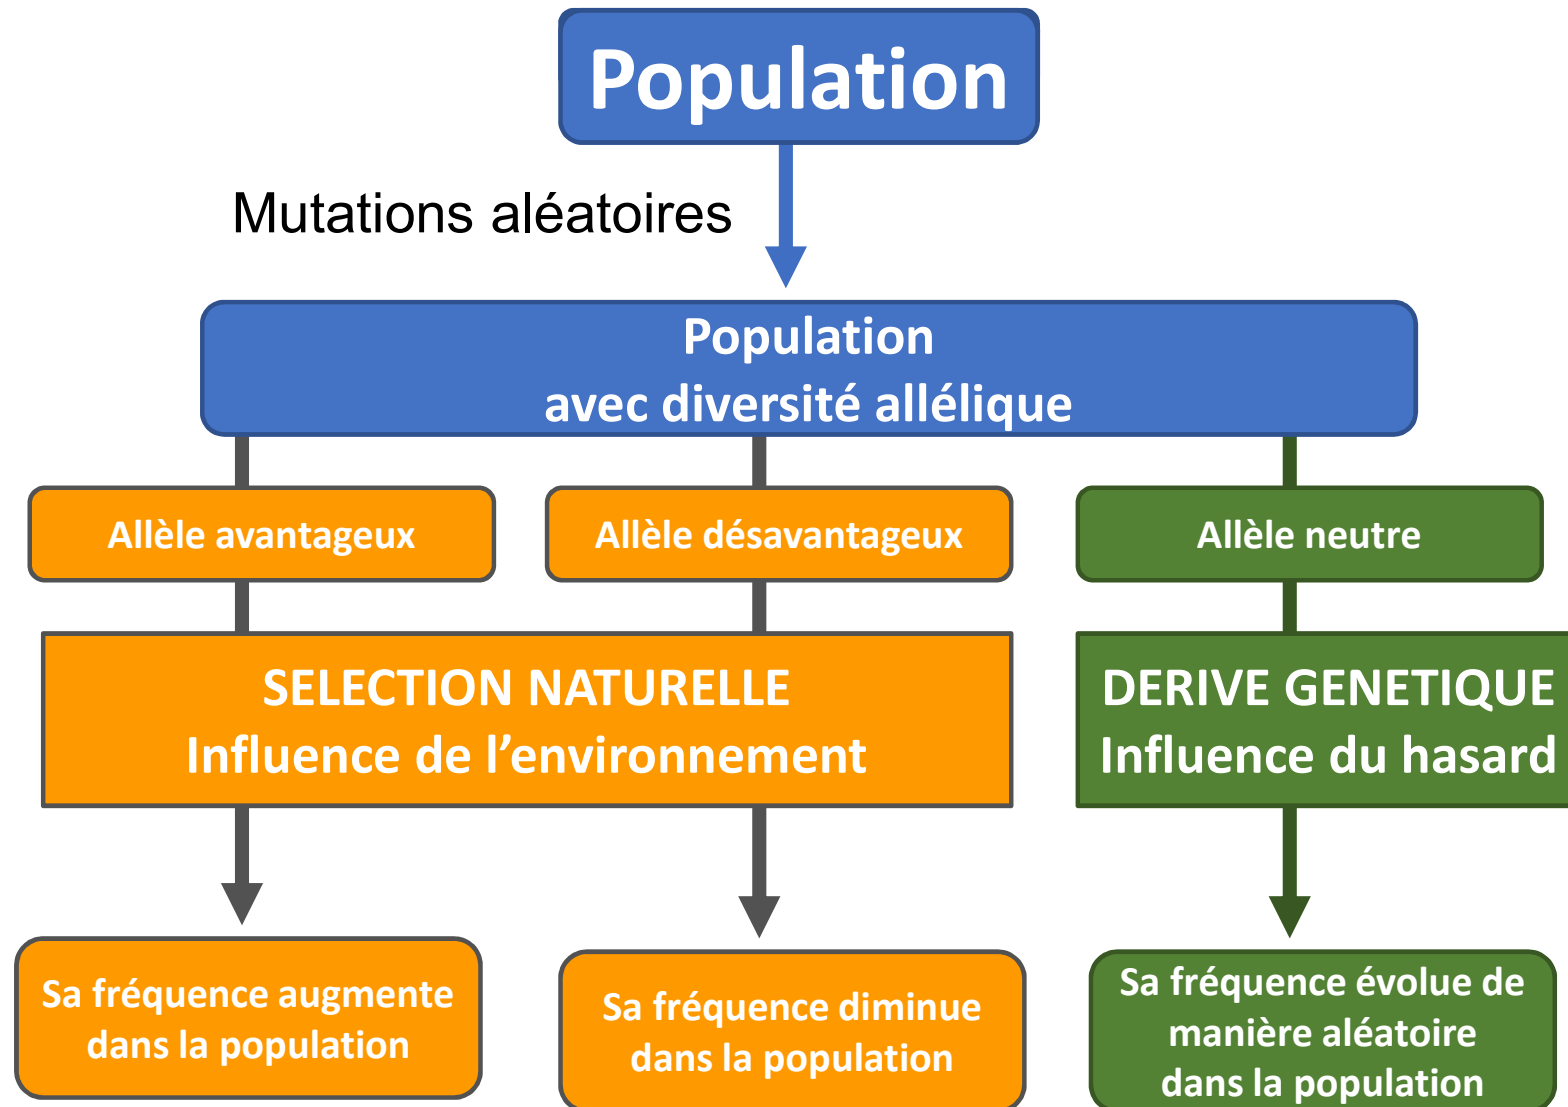 Population
Mutations aléatoires
Population
avec diversité allélique
Allèle avantageux
Allèle désavantageux
Allèle neutre
SELECTION NATURELLE
Influence de l’environnement
DERIVE GENETIQUE
Influence du hasard
Sa fréquence augmente
dans la population
Sa fréquence diminue
dans la population
Sa fréquence évolue de
manière aléatoire
dans la population